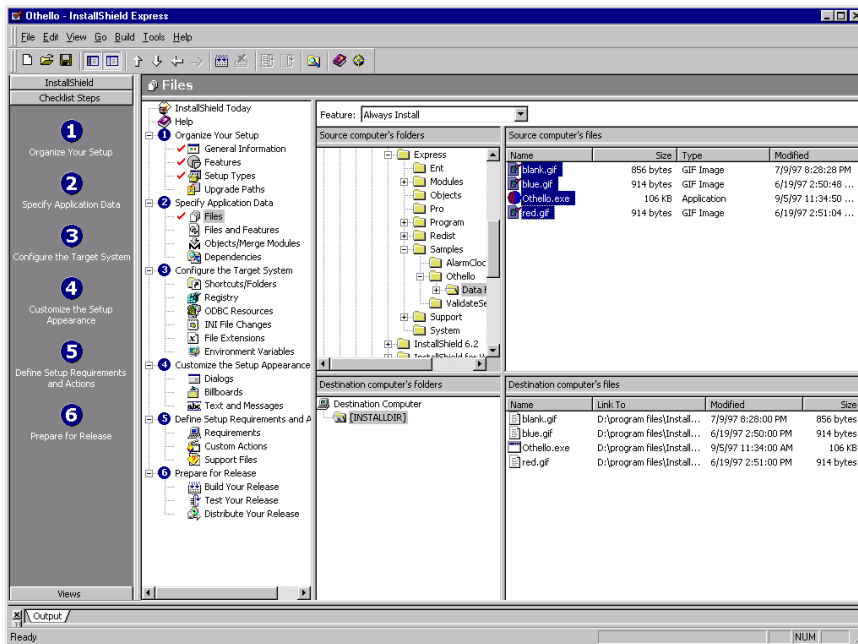 Othello - InstallShield Express
File Edit View Go Build Tools Help
InstallShield
Checklist Steps
1
Organize Your Setup
2
Specify Application Data
3
Configure the Target System
4
Customize the Setup
Appearance
5
Define Setup Requirements
and Actions
6
Prepare for Release
Views
Files
InstallShield Today
Help
1 Organize Your Setup
General Information
Features
Setup Types
Upgrade Paths
2 Specify Application Data
Files
Files and Features
Objects/Merge Modules
Dependencies
3 Configure the Target System
Shortcuts/Folders
Registry
ODBC Resources
INI File Changes
File Extensions
Environment Variables
4 Customize the Setup Appearance
Dialogs
Billboards
abc Text and Messages
5 Define Setup Requirements and A
Requirements
Custom Actions
Support Files
6 Prepare for Release
Build Your Release
Test Your Release
Distribute Your Release
Feature: Always Install
Source computer's folders
Express
Ent
Modules
Objects
Pro
Program
Redist
Samples
AlarmCloc
Othello
Data F
ValidateSe
Support
System
InstallShield 6.2
Source computer's files
Name Size Type Modified
blank.gif 856 bytes GIF Image 7/9/97 8:28:28 PM
blue.gif 914 bytes GIF Image 6/19/97 2:50:48 ...
Othello.exe 106 KB Application 9/5/97 11:34:50 ...
red.gif 914 bytes GIF Image 6/19/97 2:51:04 ...
Destination computer's folders
Destination Computer
[INSTALLDIR]
Destination computer's files
Name Link To Modified Size
blank.gif D:\program files\Install... 7/9/97 8:28:00 PM 856 bytes
blue.gif D:\program files\Install... 6/19/97 2:50:00 PM 914 bytes
Othello.exe D:\program files\Install... 9/5/97 11:34:00 AM 106 KB
red.gif D:\program files\Install... 6/19/97 2:51:00 PM 914 bytes
Output
Ready
NUM